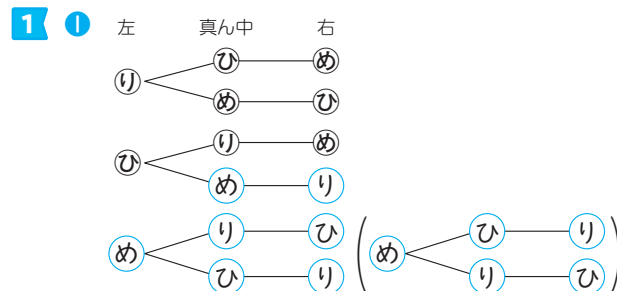 1 ① 左 真ん中 右
ひ め
り
め ひ
り め
ひ
め り
り ひ ( ひ り )
め め
ひ り り ひ